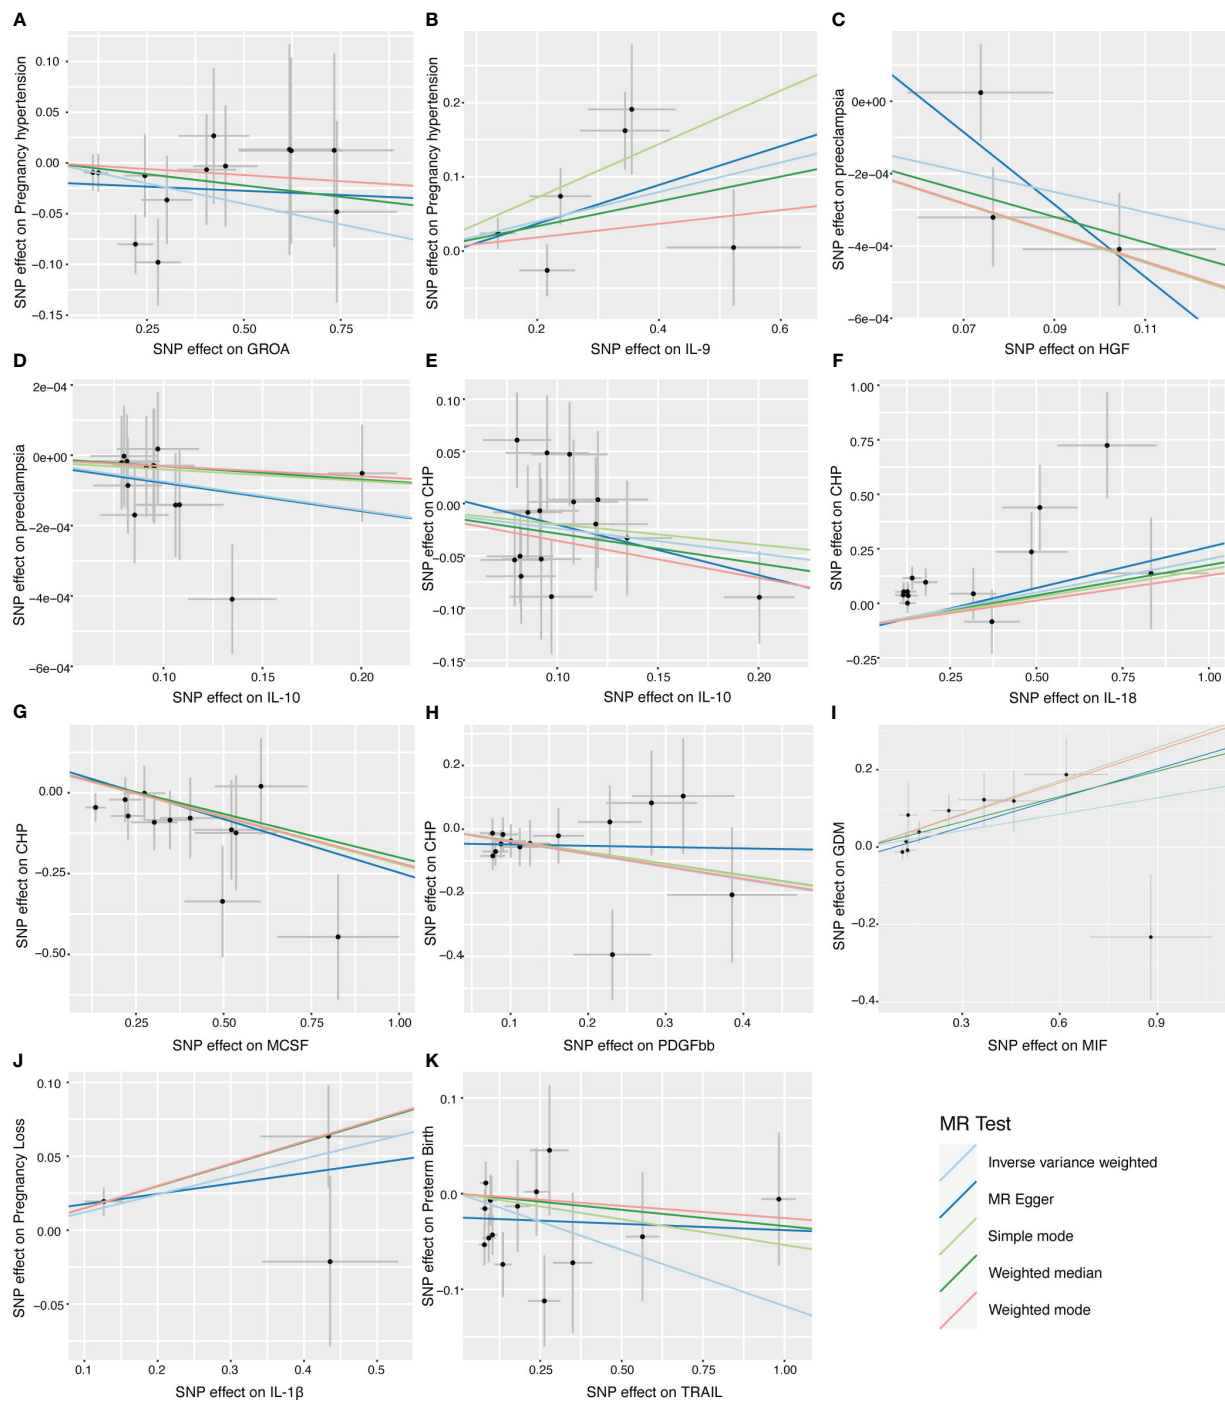 A
SNP effect on Pregnancy hypertension
0.10
0.05
0.00
−0.05
−0.10
−0.15
0.25
0.50
0.75
SNP effect on GROA
B
SNP effect on Pregnancy hypertension
0.2
0.1
0.0
0.2
0.4
0.6
SNP effect on IL-9
C
SNP effect on preeclampsia
0e+00
−2e−04
−4e−04
−6e−04
0.07
0.09
0.11
SNP effect on HGF
D
SNP effect on preeclampsia
2e−04
0e+00
−2e−04
−4e−04
−6e−04
0.10
0.15
0.20
SNP effect on IL-10
E
SNP effect on CHP
0.10
0.05
0.00
−0.05
−0.10
−0.15
0.10
0.15
0.20
SNP effect on IL-10
F
SNP effect on CHP
1.00
0.75
0.50
0.25
0.00
−0.25
0.25
0.50
0.75
1.00
SNP effect on IL-18
G
SNP effect on CHP
0.00
−0.25
−0.50
0.25
0.50
0.75
1.00
SNP effect on MCSF
H
SNP effect on CHP
0.2
0.0
−0.2
−0.4
0.1
0.2
0.3
0.4
SNP effect on PDGFbb
I
SNP effect on GDM
0.2
0.0
−0.2
−0.4
0.3
0.6
0.9
SNP effect on MIF
J
SNP effect on Pregnancy Loss
0.10
0.05
0.00
−0.05
0.1
0.2
0.3
0.4
0.5
SNP effect on IL-1β
K
SNP effect on Preterm Birth
0.1
0.0
−0.1
0.25
0.50
0.75
1.00
SNP effect on TRAIL
MR Test
Inverse variance weighted
MR Egger
Simple mode
Weighted median
Weighted mode